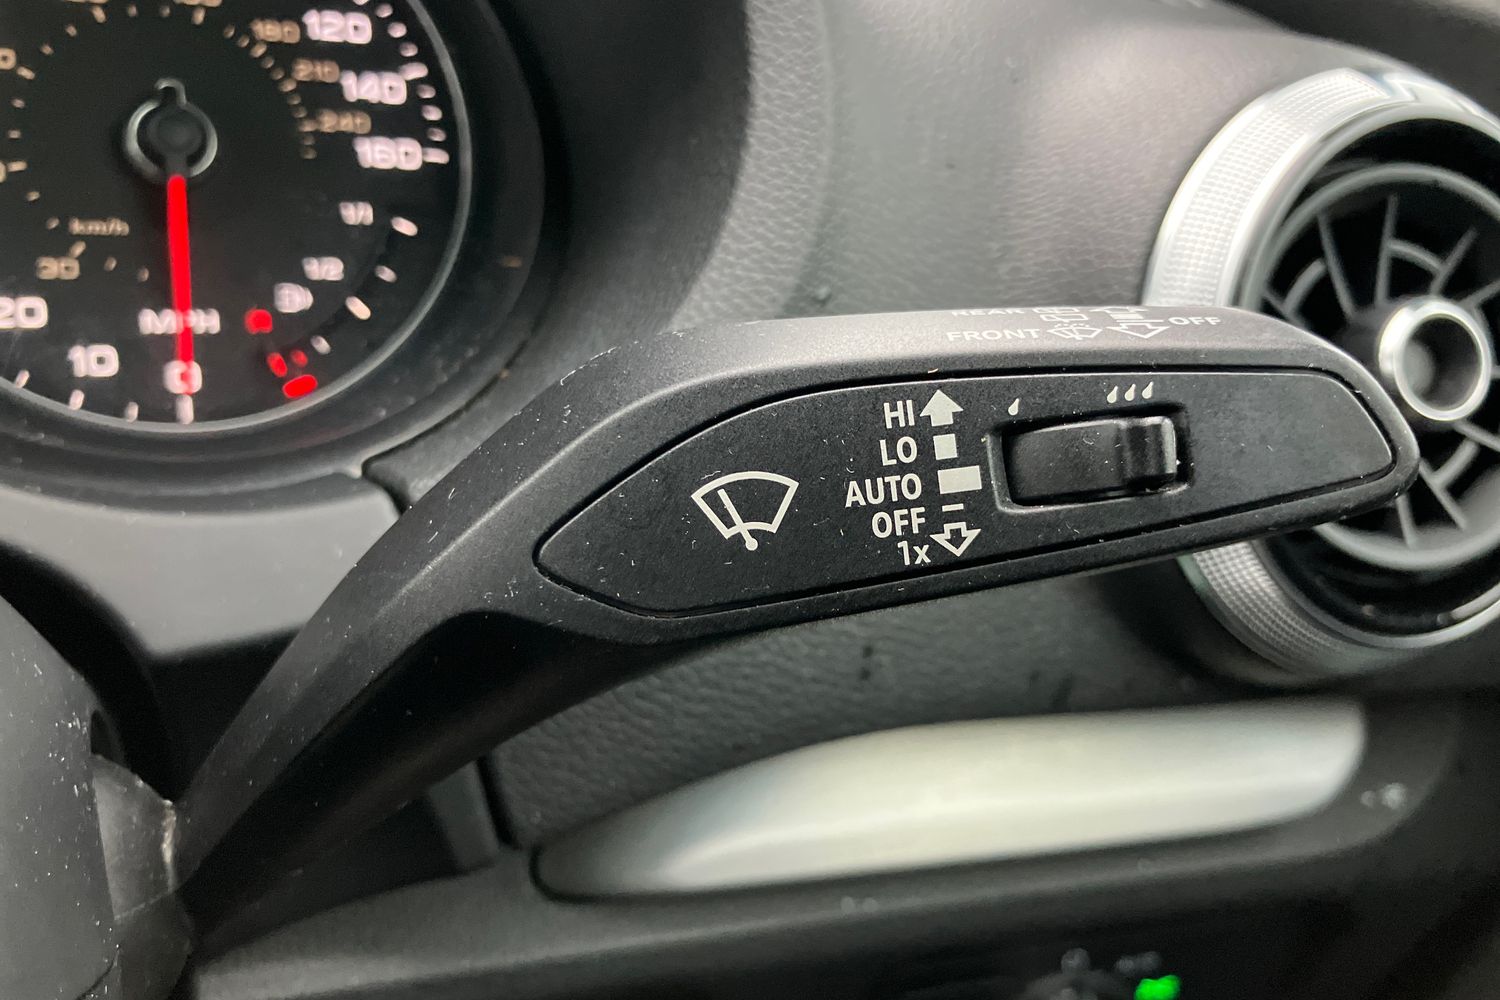 180
120
210
140
240
160
km/h
30
1/1
1/2
20
MPH
10
0
REAR
FRONT OFF
HI
LO
AUTO
OFF
1x